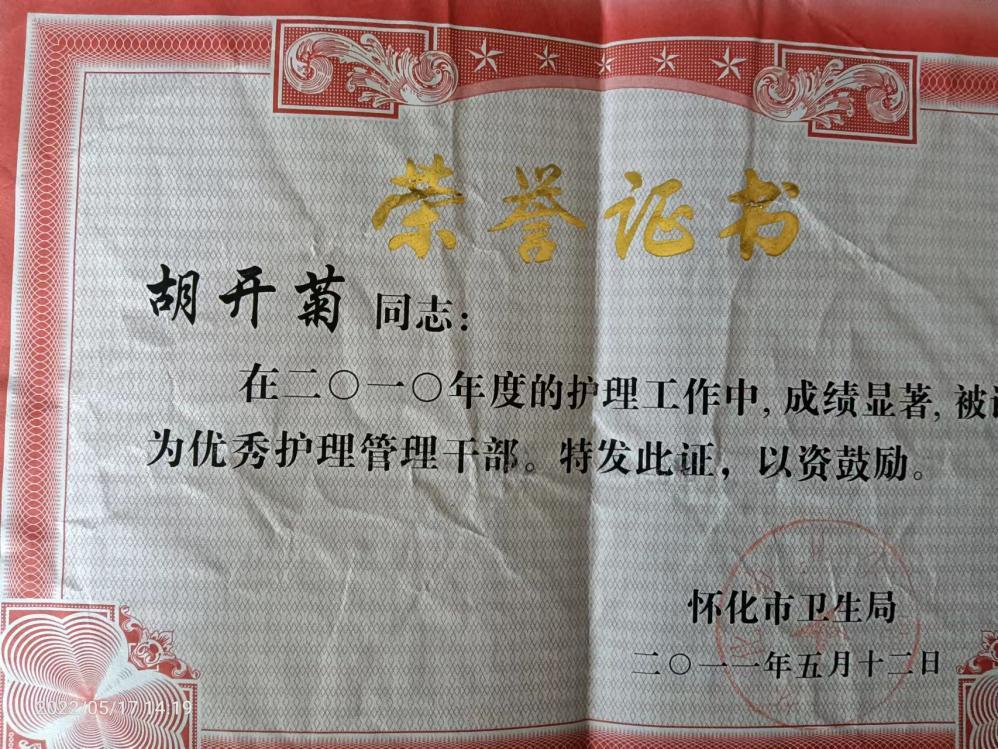 荣誉证书
胡开菊 同志：
在二〇一〇年度的护理工作中,成绩显著,被
为优秀护理管理干部。特发此证，以资鼓励。
怀化市卫生局
二〇一一年五月十二日
2022/05/17 14:19